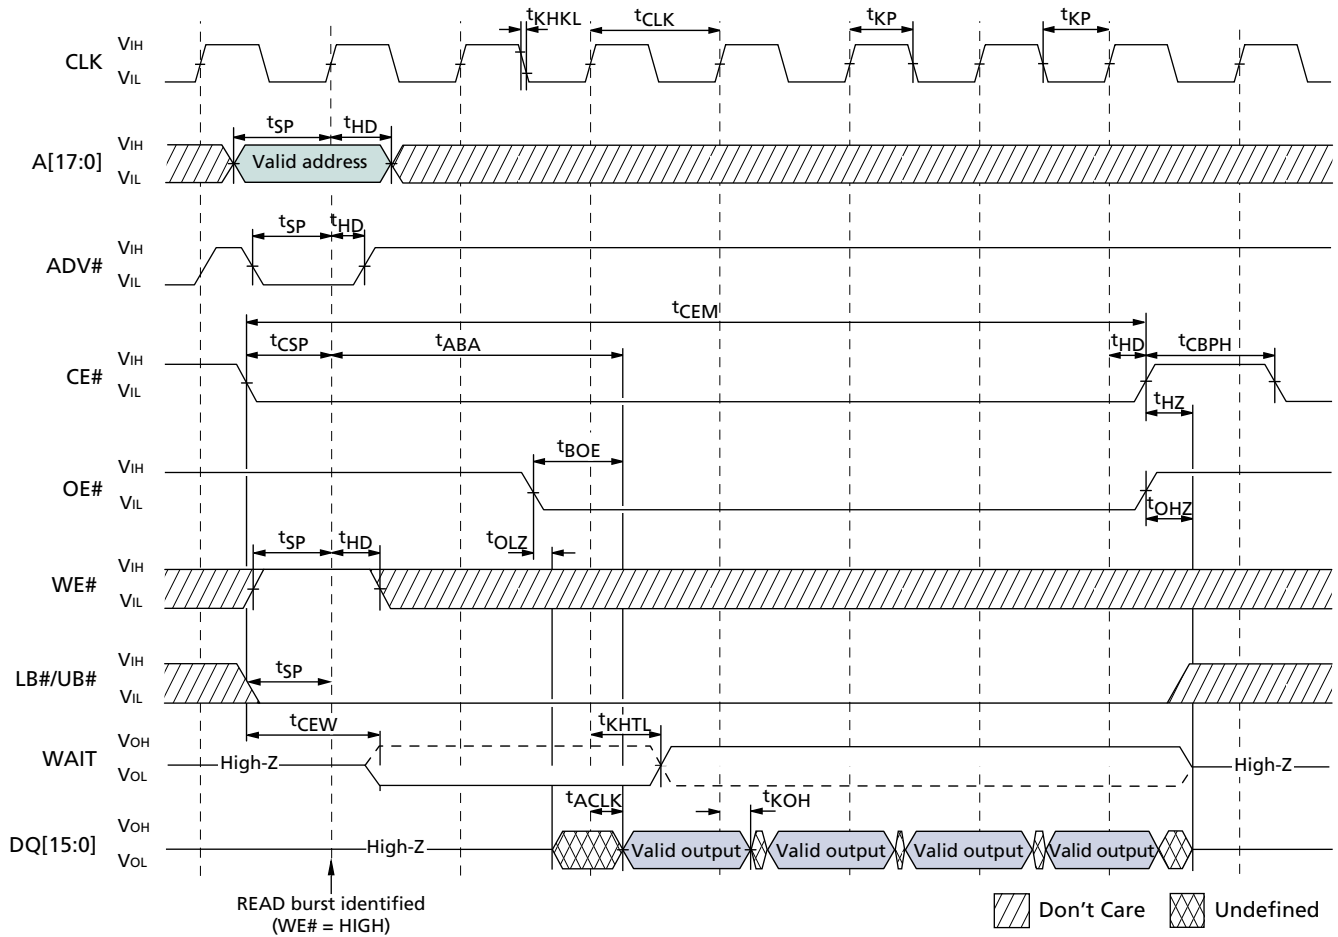 tKHKL tCLK tKP tKP
CLK VIH
VIL
tSP tHD
A[17:0] VIH
VIL
Valid address
tSP tHD
ADV# VIH
VIL
tCEM
tCSP tABA tHD tCBPH
CE# VIH
VIL
tHZ
tBOE
OE# VIH
VIL
tOHZ
tSP tHD tOLZ
WE# VIH
VIL
LB#/UB# VIH
VIL
tSP
tCEW tKHTL
WAIT VOH
VOL
High-Z High-Z
tACLK tKOH
DQ[15:0] VOH
VOL
High-Z Valid output Valid output Valid output Valid output
READ burst identified
(WE# = HIGH)
Don't Care Undefined